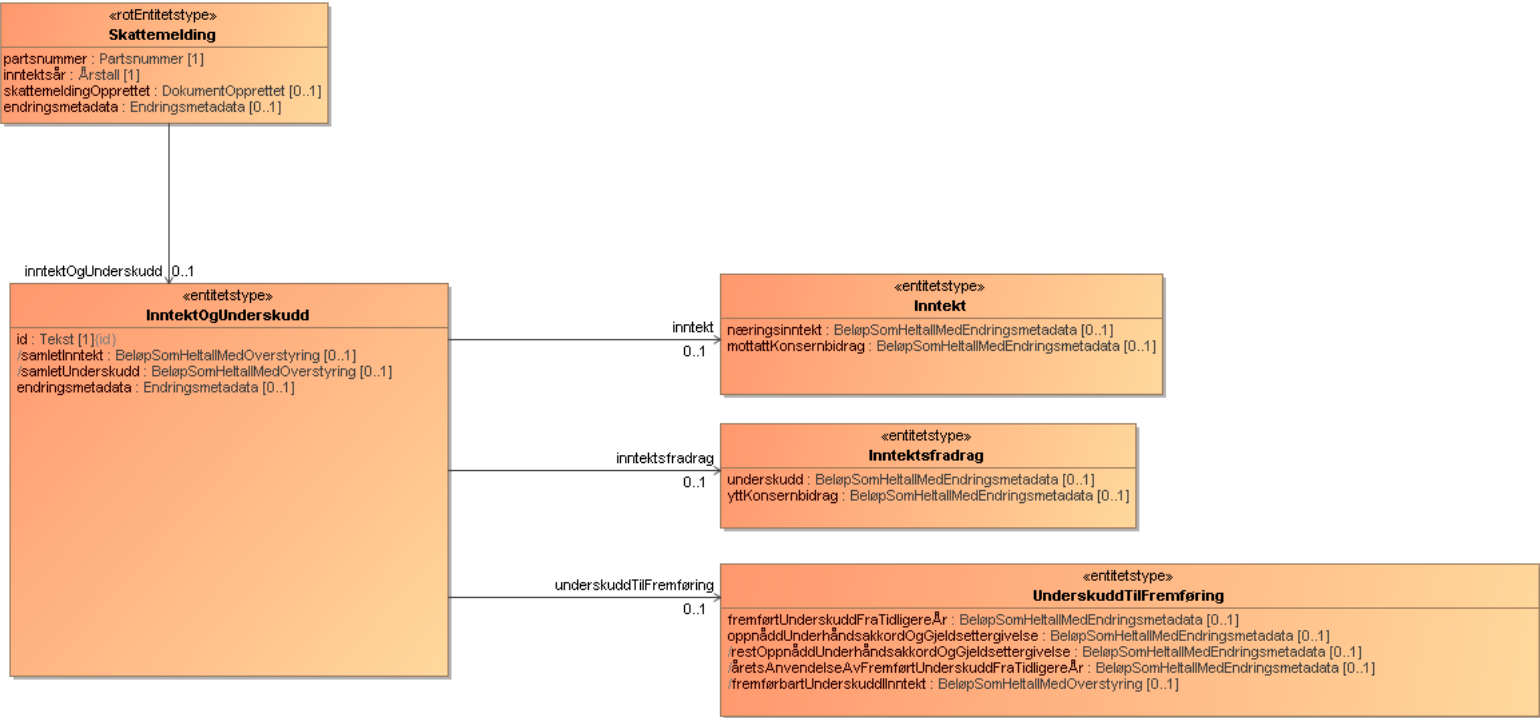 «rotEntitetstype»
Skattemelding
partsnummer : Partsnummer [1]
inntektsår : Årstall [1]
skattemeldingOpprettet : DokumentOpprettet [0..1]
endringsmetadata : Endringsmetadata [0..1]
inntektOgUnderskudd 0..1
«entitetstype»
InntektOgUnderskudd
id : Tekst [1]{id}
/samletInntekt : BeløpSomHeltallMedOverstyring [0..1]
/samletUnderskudd : BeløpSomHeltallMedOverstyring [0..1]
endringsmetadata : Endringsmetadata [0..1]
inntekt
0..1
«entitetstype»
Inntekt
næringsinntekt : BeløpSomHeltallMedEndringsmetadata [0..1]
mottattKonsernbidrag : BeløpSomHeltallMedEndringsmetadata [0..1]
inntektsfradrag
0..1
«entitetstype»
Inntektsfradrag
underskudd : BeløpSomHeltallMedEndringsmetadata [0..1]
yttKonsernbidrag : BeløpSomHeltallMedEndringsmetadata [0..1]
underskuddTilFremføring
0..1
«entitetstype»
UnderskuddTilFremføring
fremførtUnderskuddFraTidligereÅr : BeløpSomHeltallMedEndringsmetadata [0..1]
oppnåddUnderhåndsakkordOgGjeldsettergivelse : BeløpSomHeltallMedEndringsmetadata [0..1]
/restOppnåddUnderhåndsakkordOgGjeldsettergivelse : BeløpSomHeltallMedEndringsmetadata [0..1]
/åretsAnvendelseAvFremførtUnderskuddFraTidligereÅr : BeløpSomHeltallMedEndringsmetadata [0..1]
/fremførbartUnderskuddIInntekt : BeløpSomHeltallMedOverstyring [0..1]